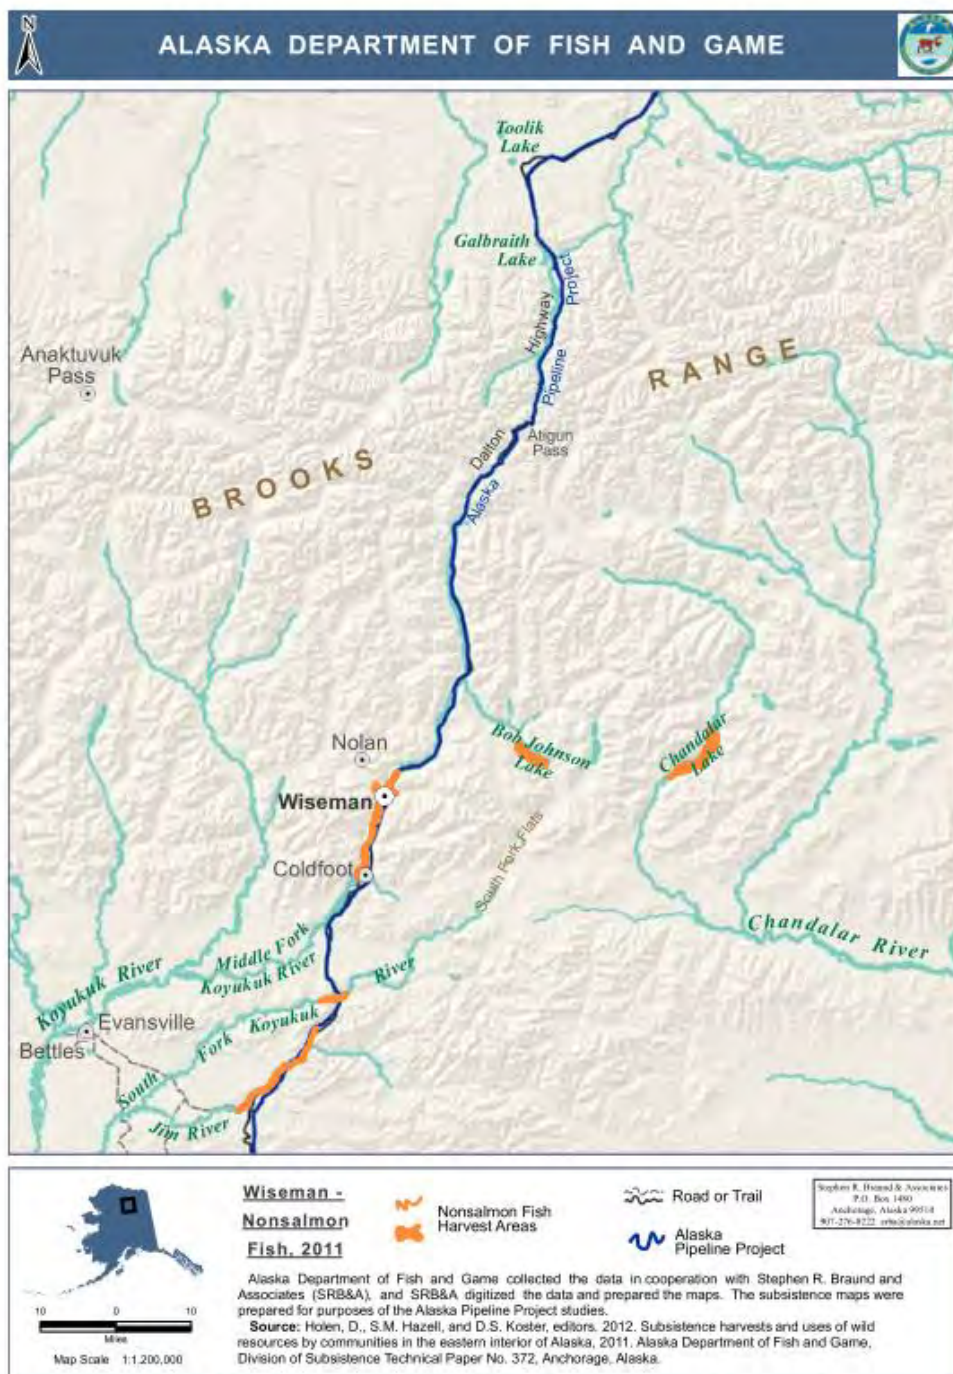 N
ALASKA DEPARTMENT OF FISH AND GAME
Toolik
Lake
Galbraith
Lake
Project
Highway
Anaktuvuk
Pass
RANGE
Pipeline
Atigun
Pass
Dalton
BROOKS
Alaska
Nolan
Bob Johnson
Lake
Chandalar
Lake
Wiseman
South Fork Flats
Coldfoot
Chandalar River
Middle Fork
Koyukuk River
Koyukuk River
River
Koyukuk
Evansville
Bettles
Fork
South
Jim River
Wiseman -
Nonsalmon
Fish, 2011
Nonsalmon Fish
Harvest Areas
Road or Trail
Alaska
Pipeline Project
Stephen R. Braund & Associates
P.O. Box 1480
Anchorage, Alaska 99510
907-276-8222 srba@alaska.net
Alaska Department of Fish and Game collected the data in cooperation with Stephen R. Braund and
Associates (SRB&A), and SRB&A digitized the data and prepared the maps. The subsistence maps were
prepared for purposes of the Alaska Pipeline Project studies.
Source: Holen, D., S.M. Hazell, and D.S. Koster, editors. 2012. Subsistence harvests and uses of wild
resources by communities in the eastern interior of Alaska, 2011. Alaska Department of Fish and Game,
Division of Subsistence Technical Paper No. 372, Anchorage, Alaska.
10 0 10
Miles
Map Scale 1:1,200,000